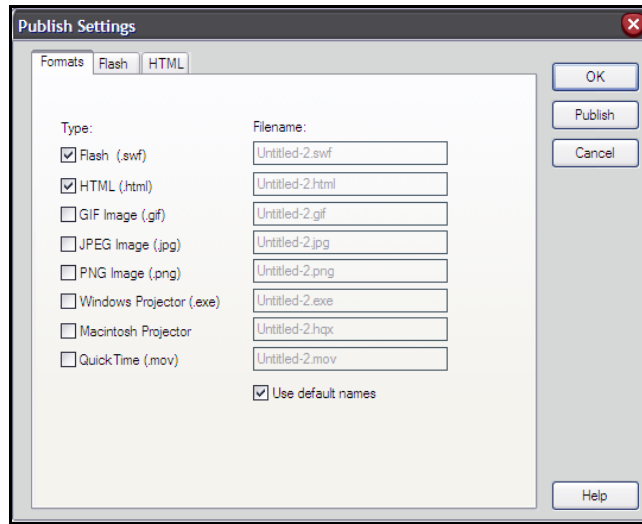 Publish Settings
Formats Flash HTML
OK
Publish
Cancel
Type: Filename:
Flash (.swf) Untitled-2.swf
HTML (.html) Untitled-2.html
GIF Image (.gif) Untitled-2.gif
JPEG Image (.jpg) Untitled-2.jpg
PNG Image (.png) Untitled-2.png
Windows Projector (.exe) Untitled-2.exe
Macintosh Projector Untitled-2.hqx
QuickTime (.mov) Untitled-2.mov
Use default names
Help